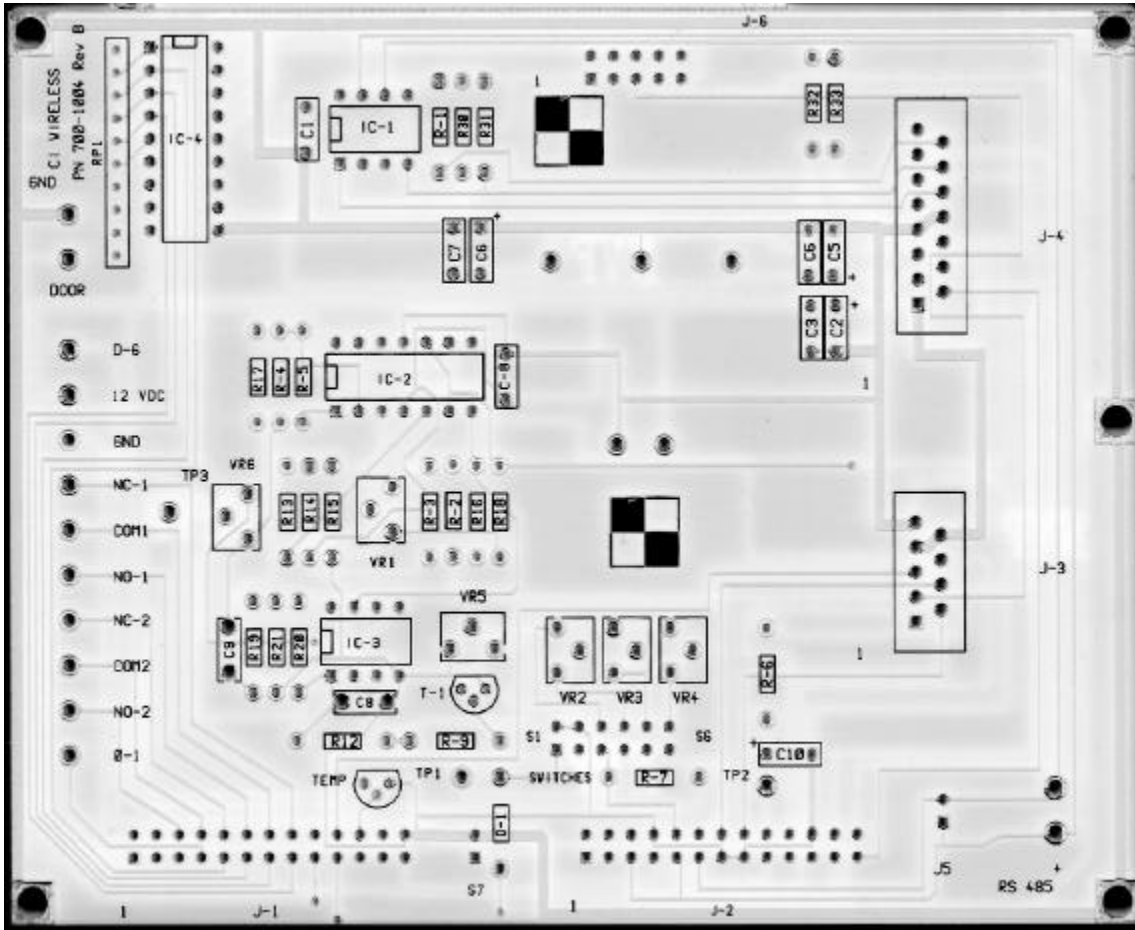 J-6
CI WIRELESS
PN 700-1004 Rev B
RP1
GND
IC-4
C1
IC-1
R-1
R30
R31
1
R32
R33
DOOR
C7
C6
+
C6
C5
+
J-4
C3
C2
+
1
D-6
12 VDC
GND
R17
R-4
R-5
IC-2
C-8
TP3
VR6
NC-1
COM1
NO-1
NC-2
COM2
NO-2
R13
R14
R15
VR1
R-3
R-2
R16
R18
J-3
1
VR5
C9
R19
R21
R20
IC-3
C8
T-1
VR2
VR3
VR4
R-6
R12
R-9
S1
S6
+
C10
TEMP
TP1
SWITCHES
R-7
TP2
D-1
S7
J5
RS 485
+
1
J-1
1
J-2